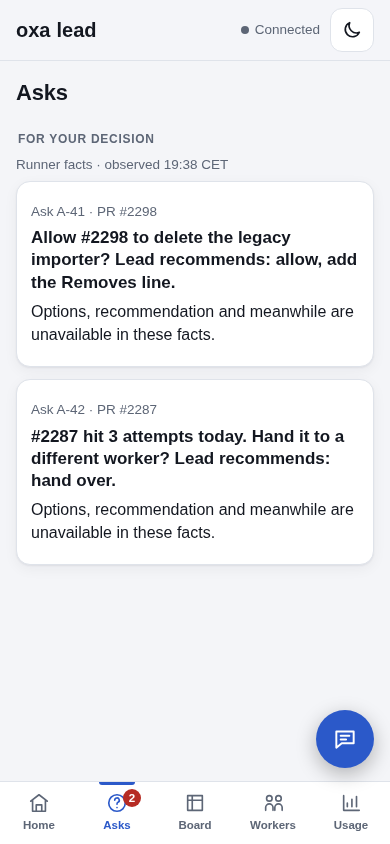 oxa lead
Connected
Asks
FOR YOUR DECISION
Runner facts · observed 19:38 CET
Ask A-41 · PR #2298
Allow #2298 to delete the legacy
importer? Lead recommends: allow, add
the Removes line.
Options, recommendation and meanwhile are
unavailable in these facts.
Ask A-42 · PR #2287
#2287 hit 3 attempts today. Hand it to a
different worker? Lead recommends:
hand over.
Options, recommendation and meanwhile are
unavailable in these facts.
2
Home Asks Board Workers Usage